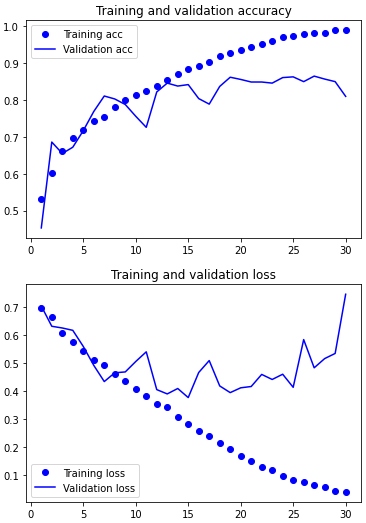 Training and validation accuracy
1.0
Training acc
Validation acc
0.9
0.8
0.7
0.6
0.5
0 5 10 15 20 25 30
Training and validation loss
0.7
0.6
0.5
0.4
0.3
0.2
0.1
Training loss
Validation loss
0 5 10 15 20 25 30